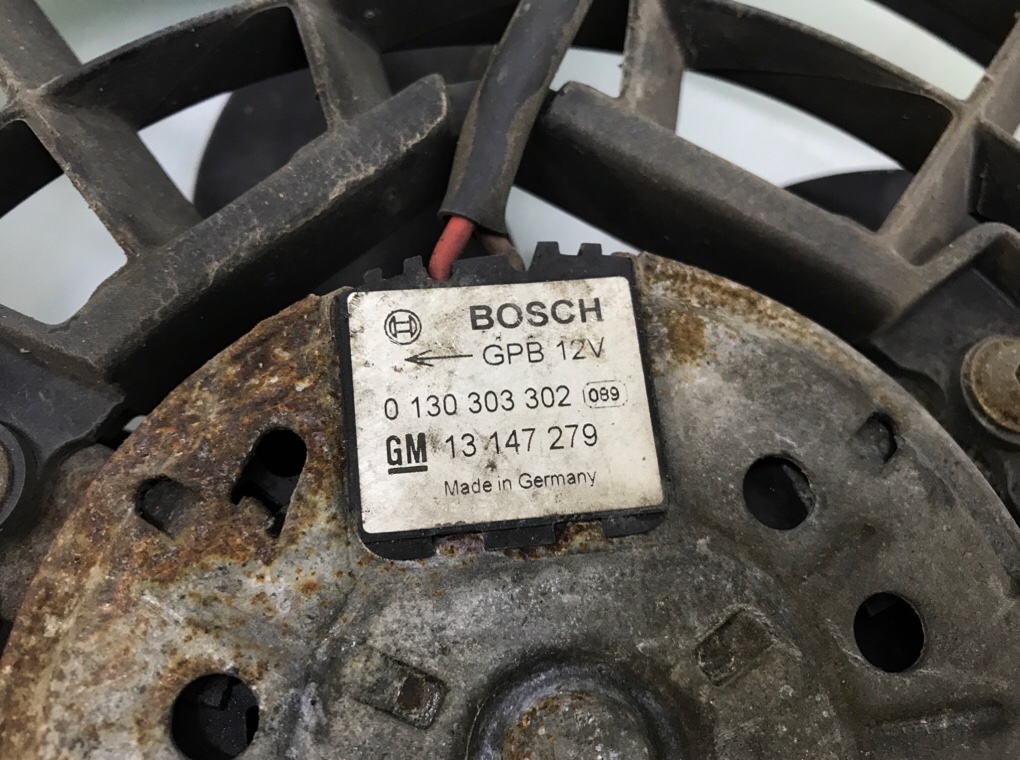 BOSCH
GPB 12V
0 130 303 302 089
GM 13 147 279
Made in Germany